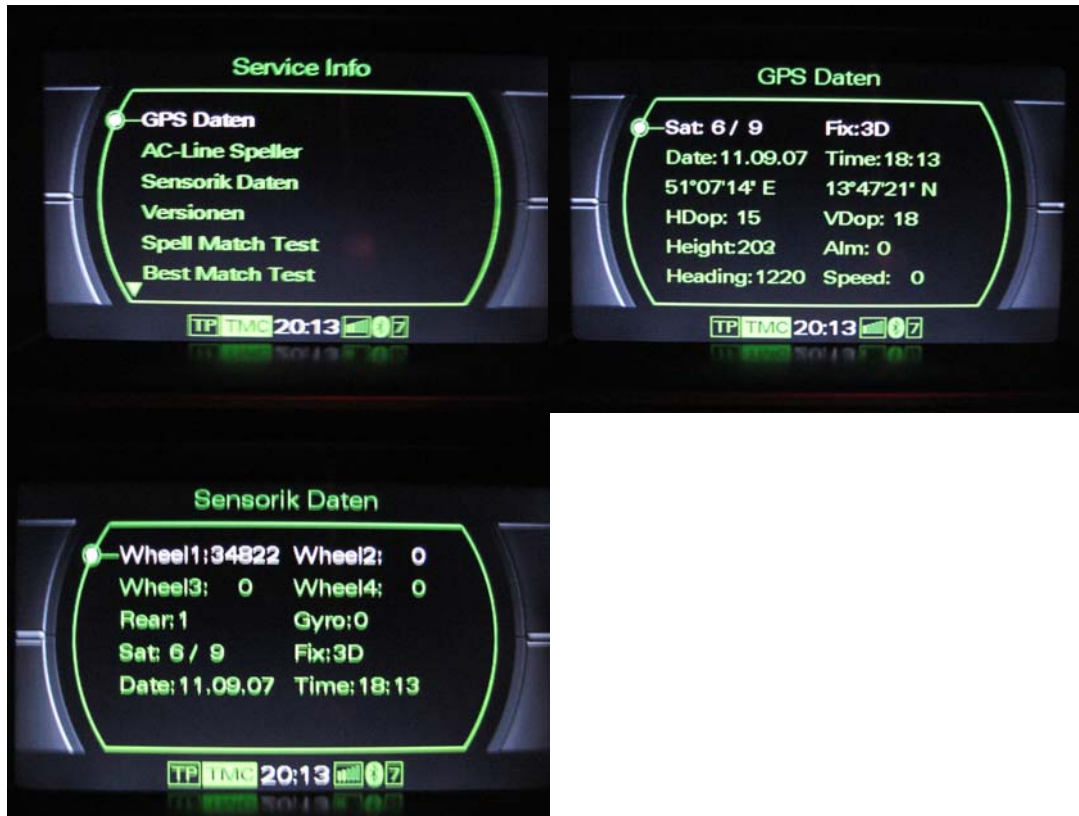 Service Info
GPS Daten
AC-Line Speller
Sensorik Daten
Versionen
Spell Match Test
Best Match Test
TP TMC 20:13 7
GPS Daten
Sat: 6 / 9 Fix:3D
Date:11.09.07 Time:18:13
51°07'14" E 13°47'21" N
HDop: 15 VDop: 18
Height:202 Alm: 0
Heading:1220 Speed: 0
TP TMC 20:13 7
Sensorik Daten
Wheel1:34822 Wheel2: 0
Wheel3: 0 Wheel4: 0
Rear:1 Gyro:0
Sat: 6 / 9 Fix:3D
Date:11.09.07 Time:18:13
TP TMC 20:13 7